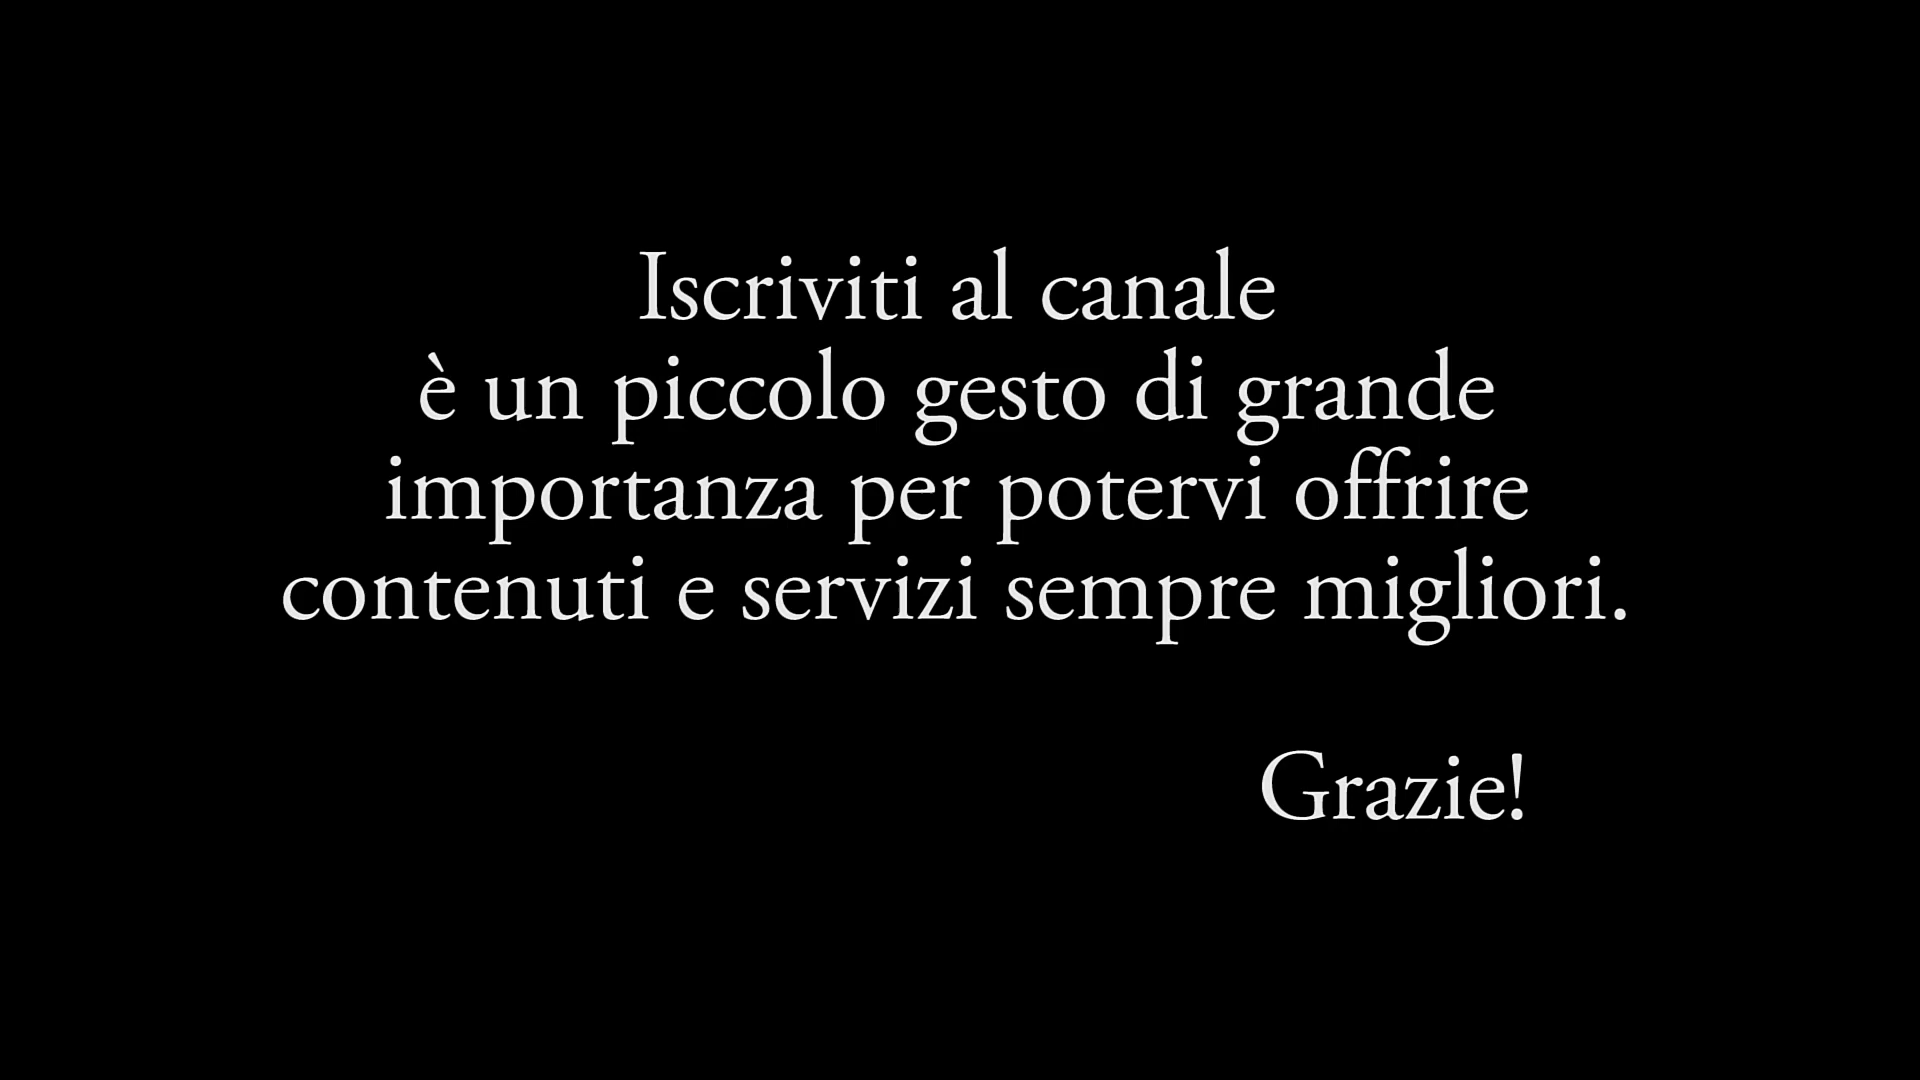 Iscriviti al canale
è un piccolo gesto di grande
importanza per potervi offrire
contenuti e servizi sempre migliori.
Grazie!